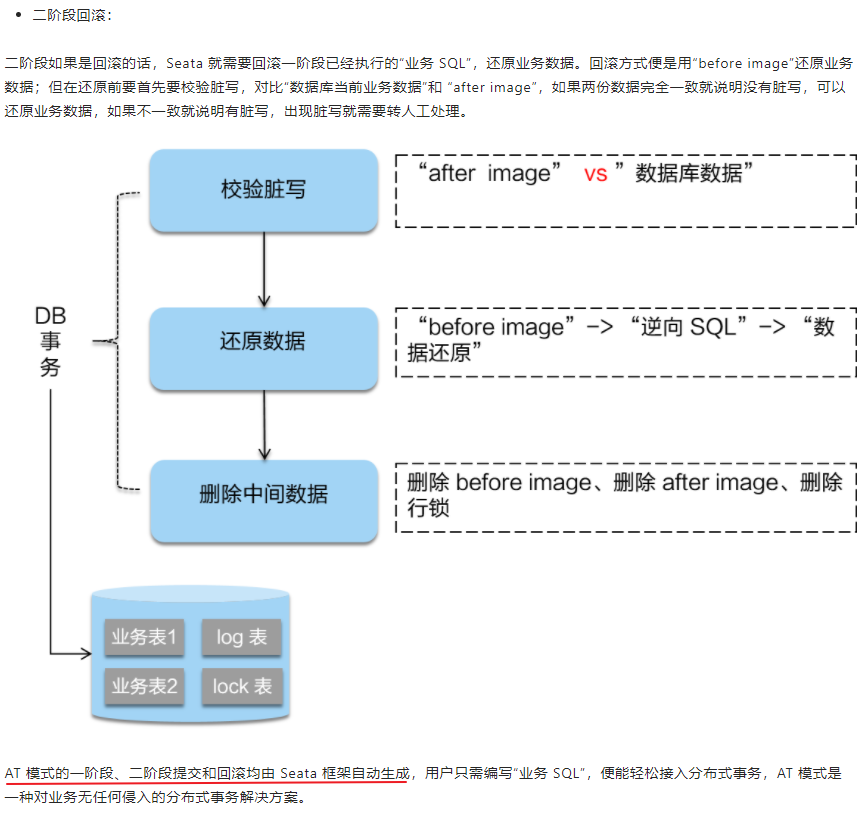 • 二阶段回滚：
二阶段如果是回滚的话，Seata 就需要回滚一阶段已经执行的“业务 SQL”，还原业务数据。回滚方式便是用“before image”还原业务
数据；但在还原前要首先要校验脏写，对比“数据库当前业务数据”和 “after image”，如果两份数据完全一致就说明没有脏写，可以
还原业务数据，如果不一致就说明有脏写，出现脏写就需要转人工处理。
校验脏写
“after image” vs ”数据库数据”
DB
事
务
还原数据
“before image”–> “逆向 SQL”–> “数
据还原”
删除中间数据
删除 before image、删除 after image、删除
行锁
业务表1
log 表
业务表2
lock 表
AT 模式的一阶段、二阶段提交和回滚均由 Seata 框架自动生成，用户只需编写“业务 SQL”，便能轻松接入分布式事务，AT 模式是
一种对业务无任何侵入的分布式事务解决方案。